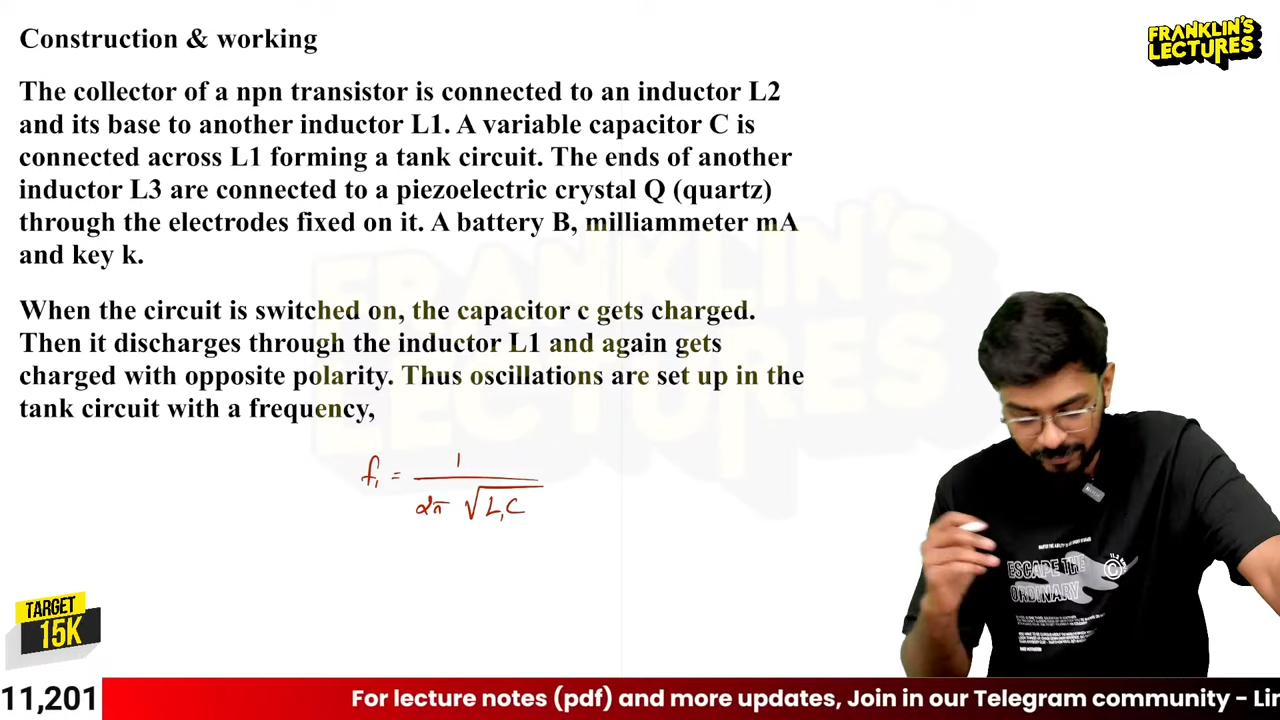 Construction & working
FRANKLIN'S
LECTURES
The collector of a npn transistor is connected to an inductor L2
and its base to another inductor L1. A variable capacitor C is
connected across L1 forming a tank circuit. The ends of another
inductor L3 are connected to a piezoelectric crystal Q (quartz)
through the electrodes fixed on it. A battery B, milliammeter mA
and key k.
FRANKLIN'S
LECTURES
When the circuit is switched on, the capacitor c gets charged.
Then it discharges through the inductor L1 and again gets
charged with opposite polarity. Thus oscillations are set up in the
tank circuit with a frequency,
f₁ = 1 / 2π √L₁C
ESCAPE THE
ORDINARY
TARGET
15K
11,201
For lecture notes (pdf) and more updates, Join in our Telegram community - Lin